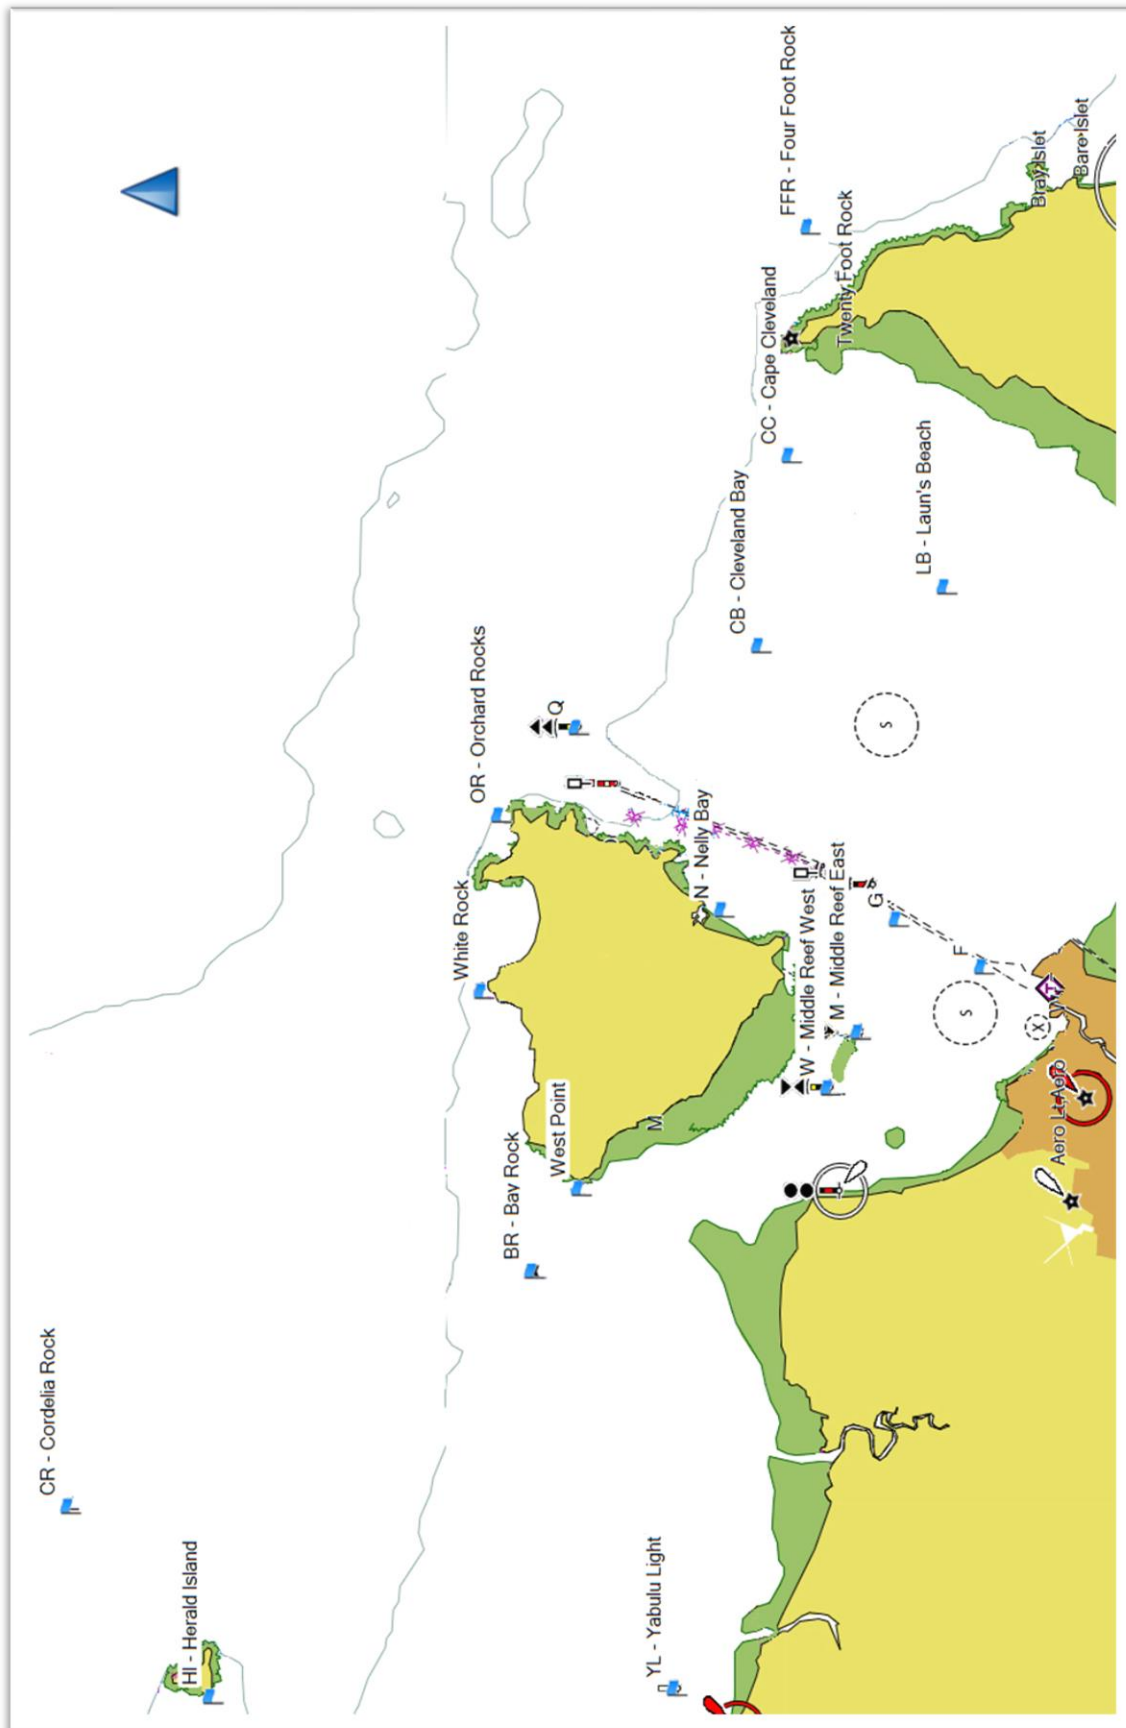 CR - Cordelia Rock
HI - Herald Island
YL - Yabulu Light
BR - Bay Rock
West Point
White Rock
OR - Orchard Rocks
Q
M
N - Nelly Bay
W - Middle Reef West
M - Middle Reef East
G
F
S
S
X
T
Aero Lt,Aero
CB - Cleveland Bay
CC - Cape Cleveland
LB - Laun's Beach
FFR - Four Foot Rock
Twenty Foot Rock
Bray Islet
Bare Islet